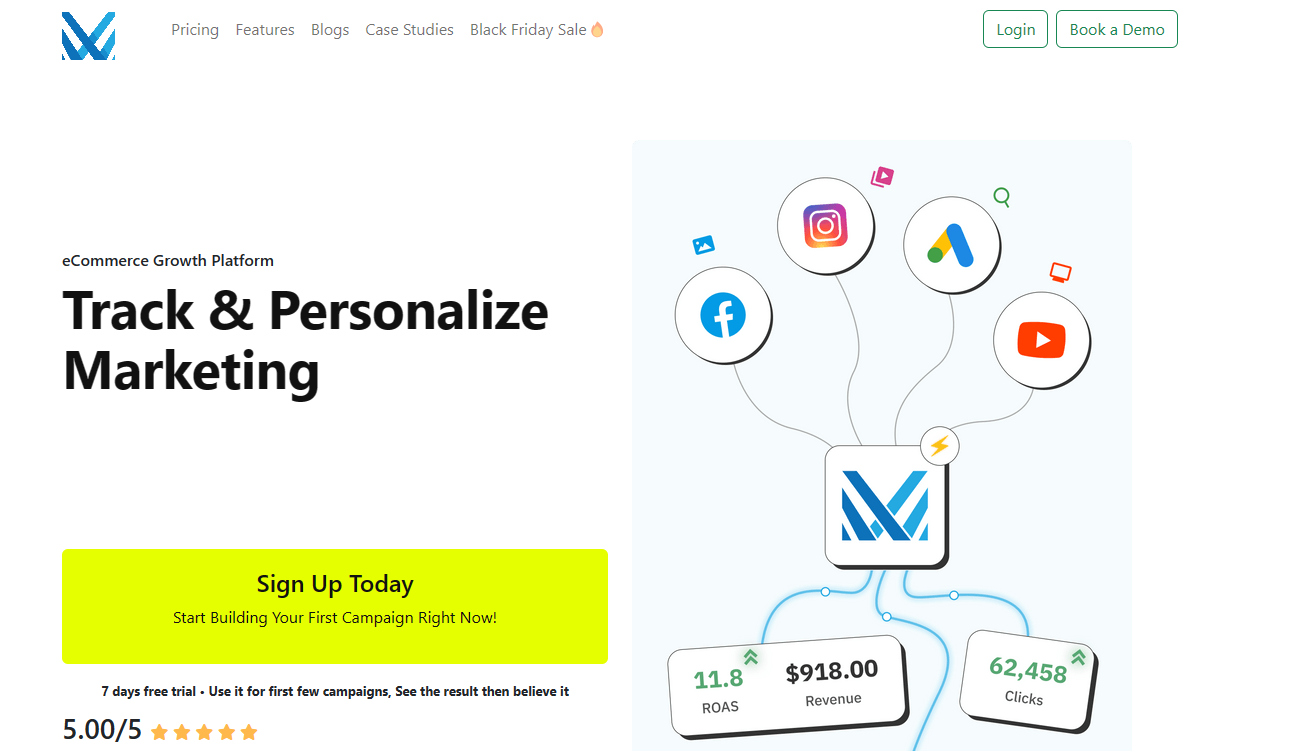 Pricing Features Blogs Case Studies Black Friday Sale🔥 Login Book a Demo
eCommerce Growth Platform
Track & Personalize
Marketing
Sign Up Today
Start Building Your First Campaign Right Now!
7 days free trial • Use it for first few campaigns, See the result then believe it
5.00/5
11.8
ROAS
$918.00
Revenue
62,458
Clicks